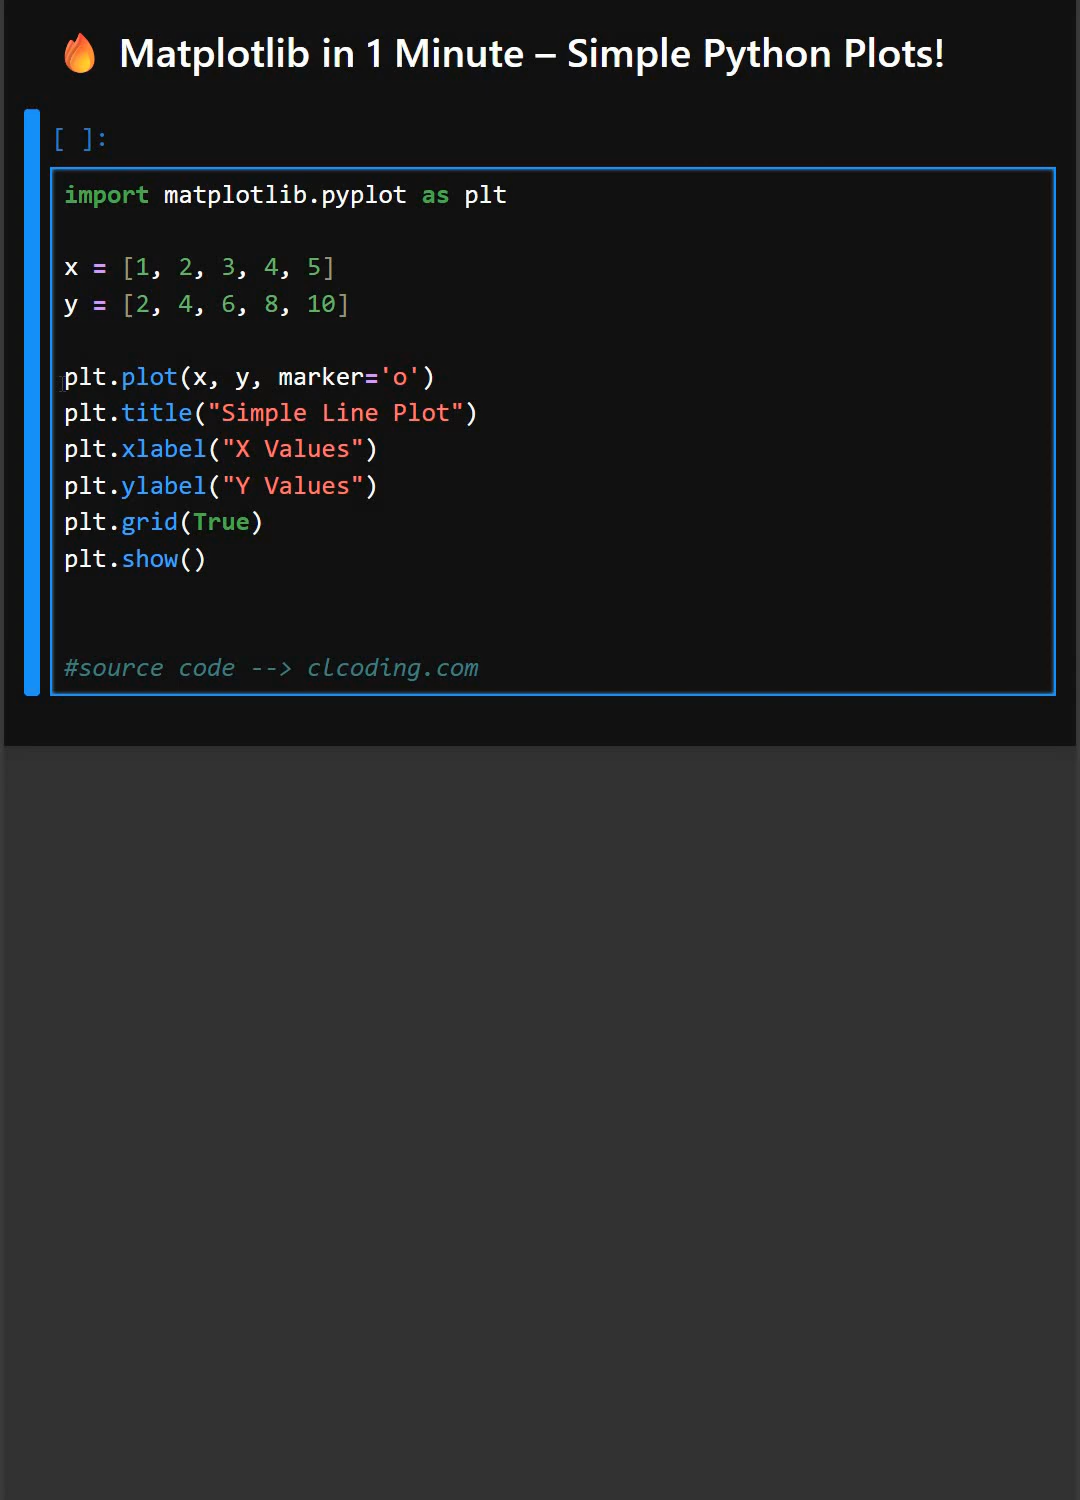 🔥 Matplotlib in 1 Minute – Simple Python Plots!
[ ]:
import matplotlib.pyplot as plt
x = [1, 2, 3, 4, 5]
y = [2, 4, 6, 8, 10]
plt.plot(x, y, marker='o')
plt.title("Simple Line Plot")
plt.xlabel("X Values")
plt.ylabel("Y Values")
plt.grid(True)
plt.show()
#source code --> clcoding.com